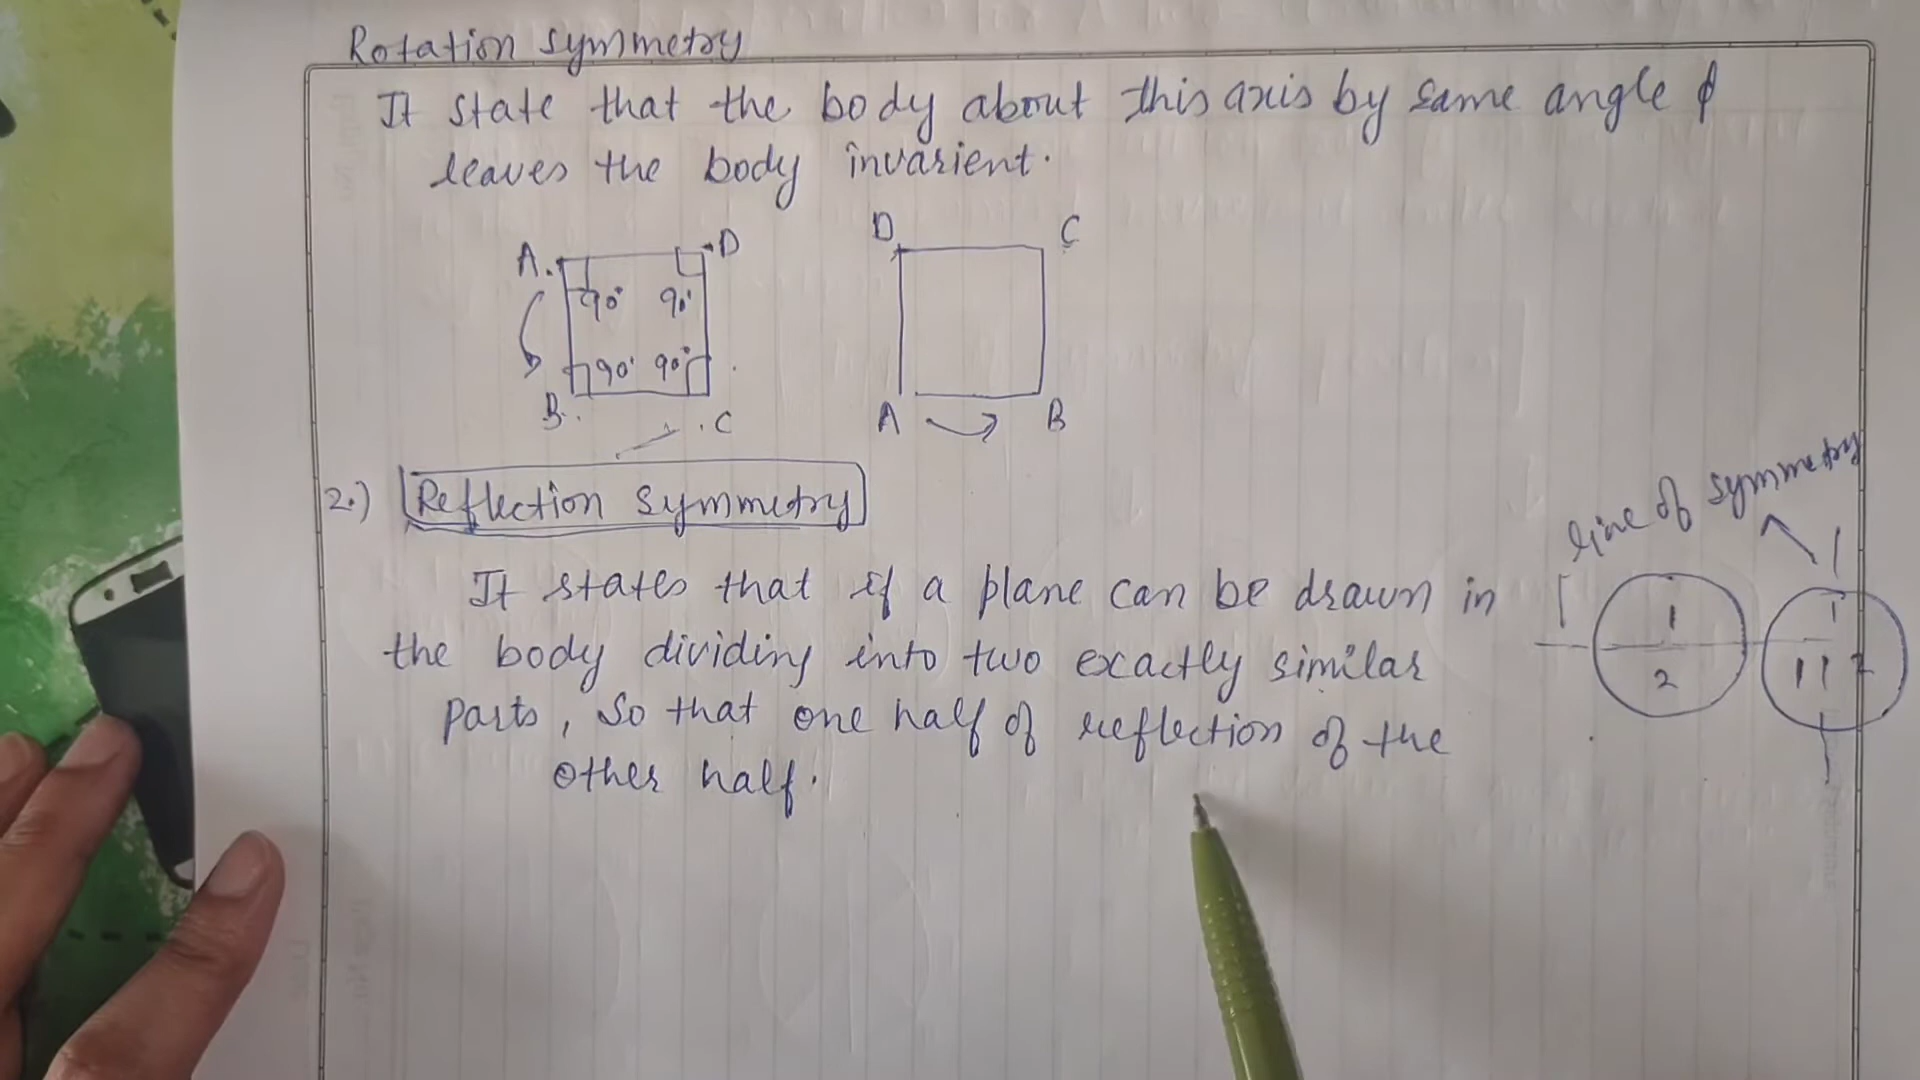 Rotation symmetry
It state that the body about this axis by same angle ϕ
leaves the body invarient.
A. D D C
90° 90°
90° 90°
B. .C A B
2.) Reflection symmetry
line of symmetry
It states that if a plane can be drawn in
the body dividing into two exactly similar
parts, so that one half of reflection of the
other half.
1 1
2 1 1 2